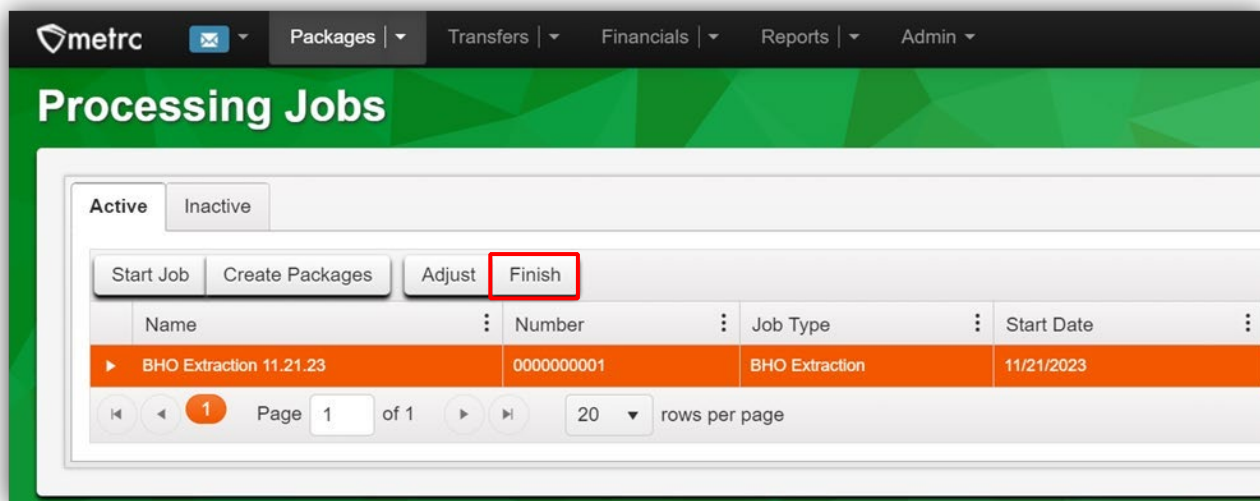 metrc Packages Transfers Financials Reports Admin
Processing Jobs
Active Inactive
Start Job Create Packages Adjust Finish
Name Number Job Type Start Date
BHO Extraction 11.21.23 0000000001 BHO Extraction 11/21/2023
1 Page 1 of 1 20 rows per page